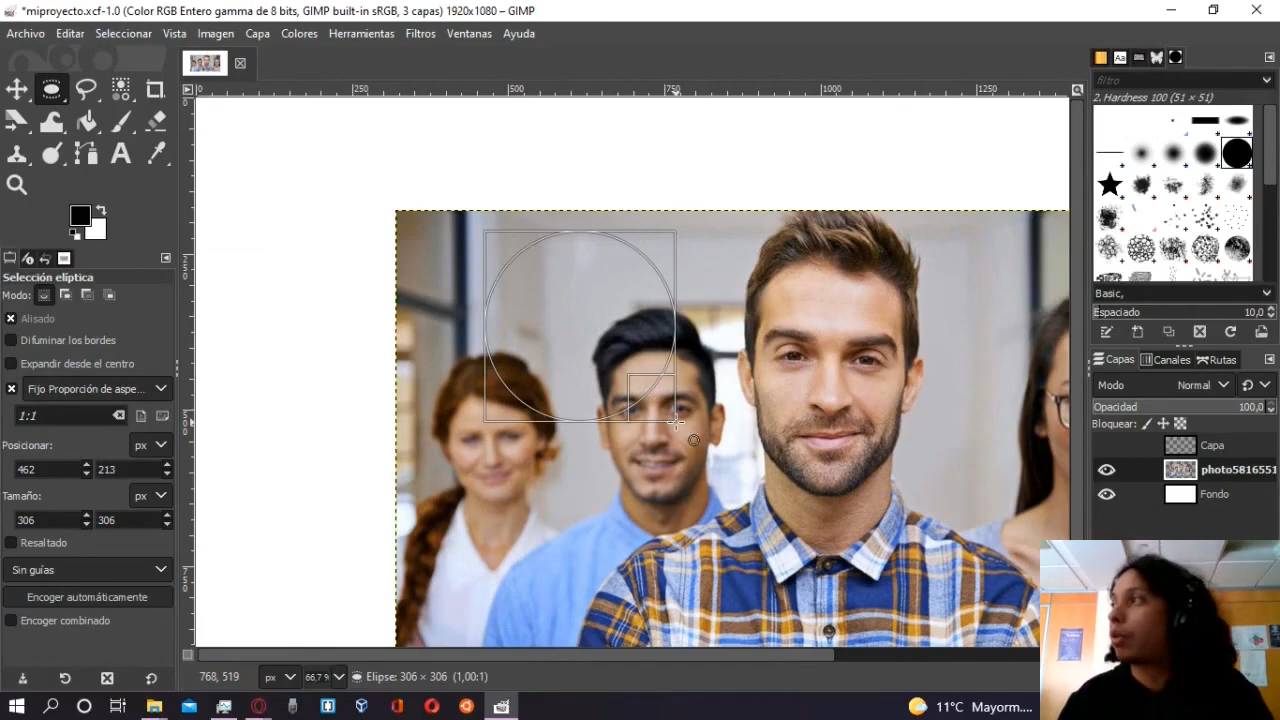 *miproyecto.xcf-1.0 (Color RGB Entero gamma de 8 bits, GIMP built-in sRGB, 3 capas) 1920x1080 – GIMP
Archivo Editar Seleccionar Vista Imagen Capa Colores Herramientas Filtros Ventanas Ayuda
0 250 500 750 1000 1250
filtro
2. Hardness 100 (51 × 51)
Selección elíptica
Modo:
Alisado
Difuminar los bordes
Expandir desde el centro
Fijo Proporción de aspe...
1:1
Posicionar: px
462 213
Tamaño: px
306 306
Resaltado
Sin guías
Encoger automáticamente
Encoger combinado
Basic,
Espaciado 10,0
Capas Canales Rutas
Modo Normal
Opacidad 100,0
Bloquear:
Capa
photo5816551
Fondo
768, 519 px 66,7 % Elipse: 306 × 306 (1,00:1)
11°C Mayorm....